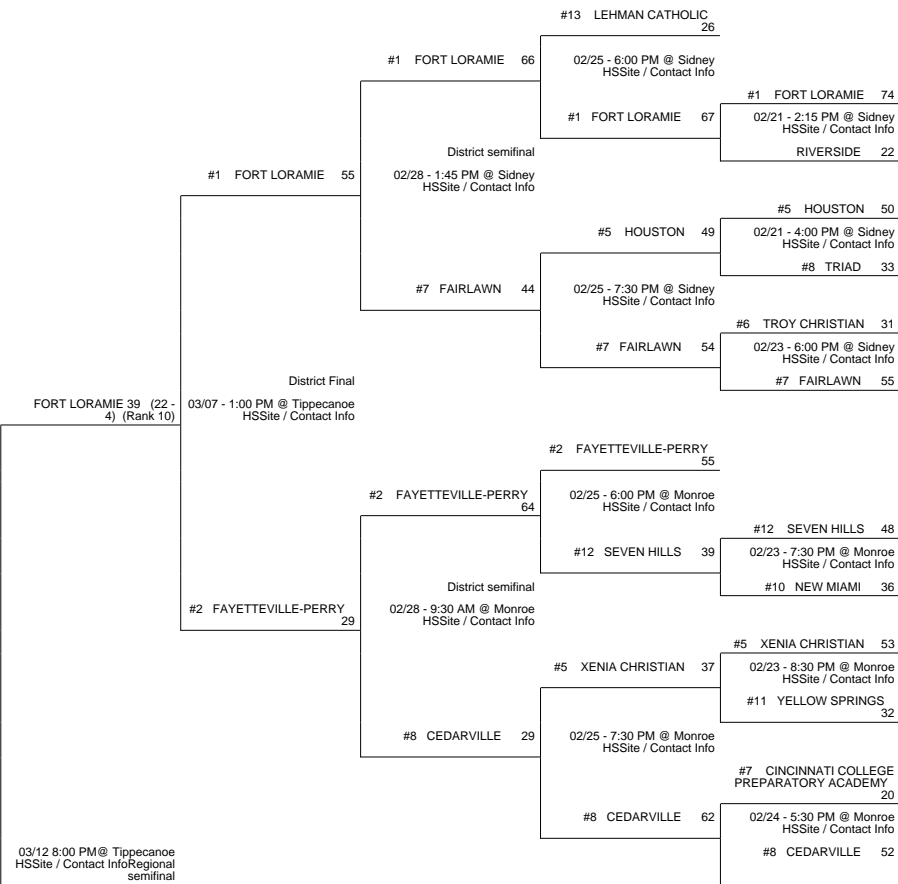 #13 LEHMAN CATHOLIC
26
#1 FORT LORAMIE 66
02/25 - 6:00 PM @ Sidney
HSSite / Contact Info
#1 FORT LORAMIE 74
#1 FORT LORAMIE 67
02/21 - 2:15 PM @ Sidney
HSSite / Contact Info
District semifinal
RIVERSIDE 22
#1 FORT LORAMIE 55
02/28 - 1:45 PM @ Sidney
HSSite / Contact Info
#5 HOUSTON 50
#5 HOUSTON 49
02/21 - 4:00 PM @ Sidney
HSSite / Contact Info
#8 TRIAD 33
#7 FAIRLAWN 44
02/25 - 7:30 PM @ Sidney
HSSite / Contact Info
#6 TROY CHRISTIAN 31
#7 FAIRLAWN 54
02/23 - 6:00 PM @ Sidney
HSSite / Contact Info
District Final
#7 FAIRLAWN 55
FORT LORAMIE 39 (22 -
4) (Rank 10)
03/07 - 1:00 PM @ Tippecanoe
HSSite / Contact Info
#2 FAYETTEVILLE-PERRY
55
#2 FAYETTEVILLE-PERRY
64
02/25 - 6:00 PM @ Monroe
HSSite / Contact Info
#12 SEVEN HILLS 48
#12 SEVEN HILLS 39
02/23 - 7:30 PM @ Monroe
HSSite / Contact Info
District semifinal
#10 NEW MIAMI 36
#2 FAYETTEVILLE-PERRY
29
02/28 - 9:30 AM @ Monroe
HSSite / Contact Info
#5 XENIA CHRISTIAN 53
#5 XENIA CHRISTIAN 37
02/23 - 8:30 PM @ Monroe
HSSite / Contact Info
#11 YELLOW SPRINGS
32
#8 CEDARVILLE 29
02/25 - 7:30 PM @ Monroe
HSSite / Contact Info
#7 CINCINNATI COLLEGE
PREPARATORY ACADEMY
20
#8 CEDARVILLE 62
02/24 - 5:30 PM @ Monroe
HSSite / Contact Info
#8 CEDARVILLE 52
03/12 8:00 PM@ Tippecanoe
HSSite / Contact InfoRegional
semifinal